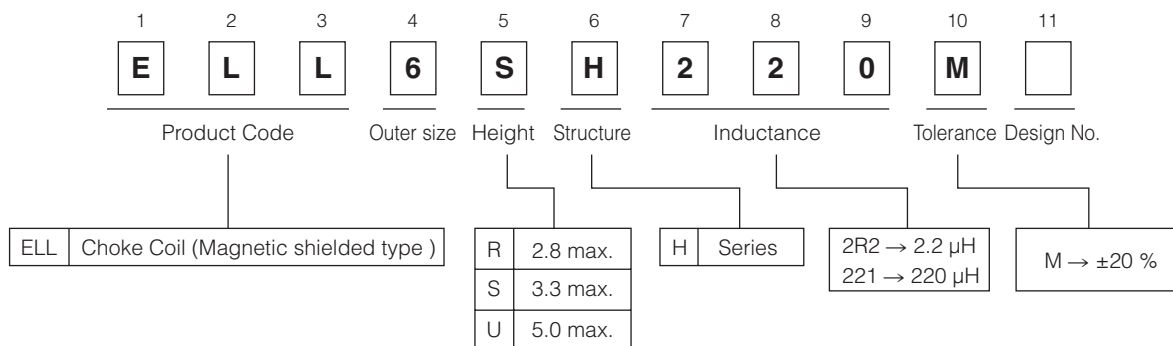 1 2 3 4 5 6 7 8 9 10 11
E L L 6 S H 2 2 0 M
Product Code Outer size Height Structure Inductance Tolerance Design No.
ELL Choke Coil (Magnetic shielded type )
R 2.8 max.
S 3.3 max.
U 5.0 max.
H Series
2R2 → 2.2 µH
221 → 220 µH
M → ±20 %